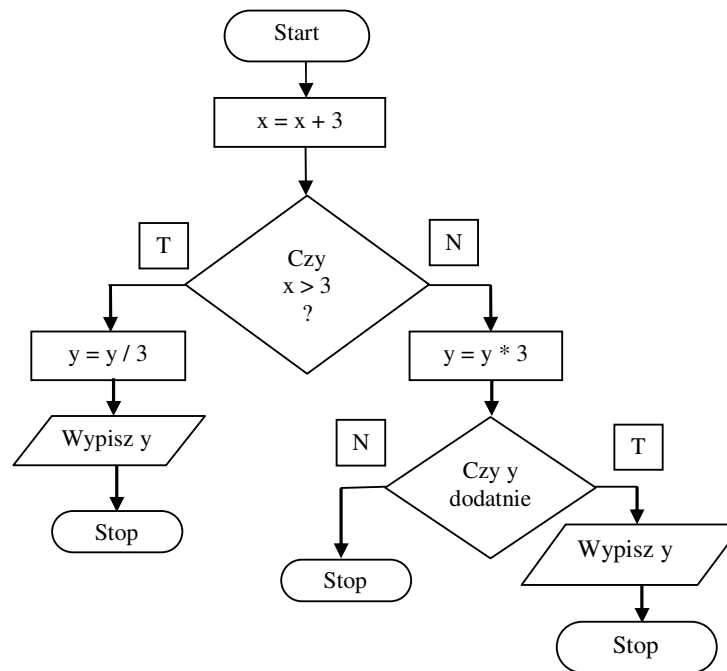 Start
x = x + 3
T
N
Czy
x > 3
?
y = y / 3
y = y * 3
Wypisz y
N
T
Czy y
dodatnie
Stop
Wypisz y
Stop
Stop